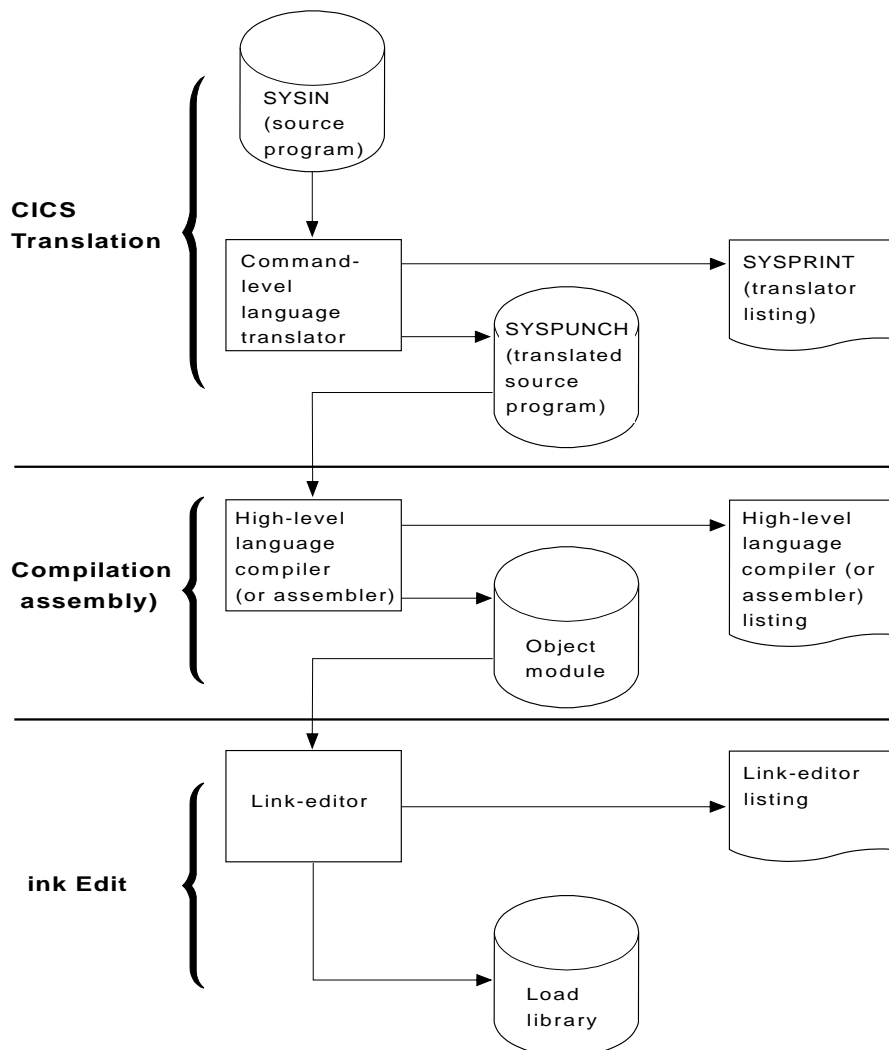 SYSIN
(source
program)
CICS
Translation
Command-
level
language
translator
SYSPRINT
(translator
listing)
SYSPUNCH
(translated
source
program)
High-level
language
compiler
(or assembler)
High-level
language
compiler (or
assembler)
listing
Compilation
assembly)
Object
module
Link-editor
Link-editor
listing
ink Edit
Load
library